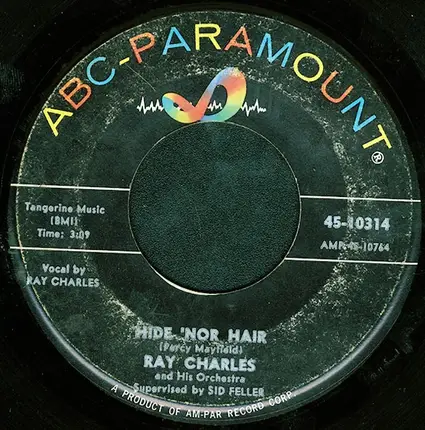 ABC-PARAMOUNT
®
Tangerine Music
(BMI)
Time: 3:09
45-10314
AMP-45-10764
Vocal by
RAY CHARLES
HIDE 'NOR HAIR
(Percy Mayfield)
RAY CHARLES
and His Orchestra
Supervised by SID FELLER
A PRODUCT OF AM-PAR RECORD CORP.